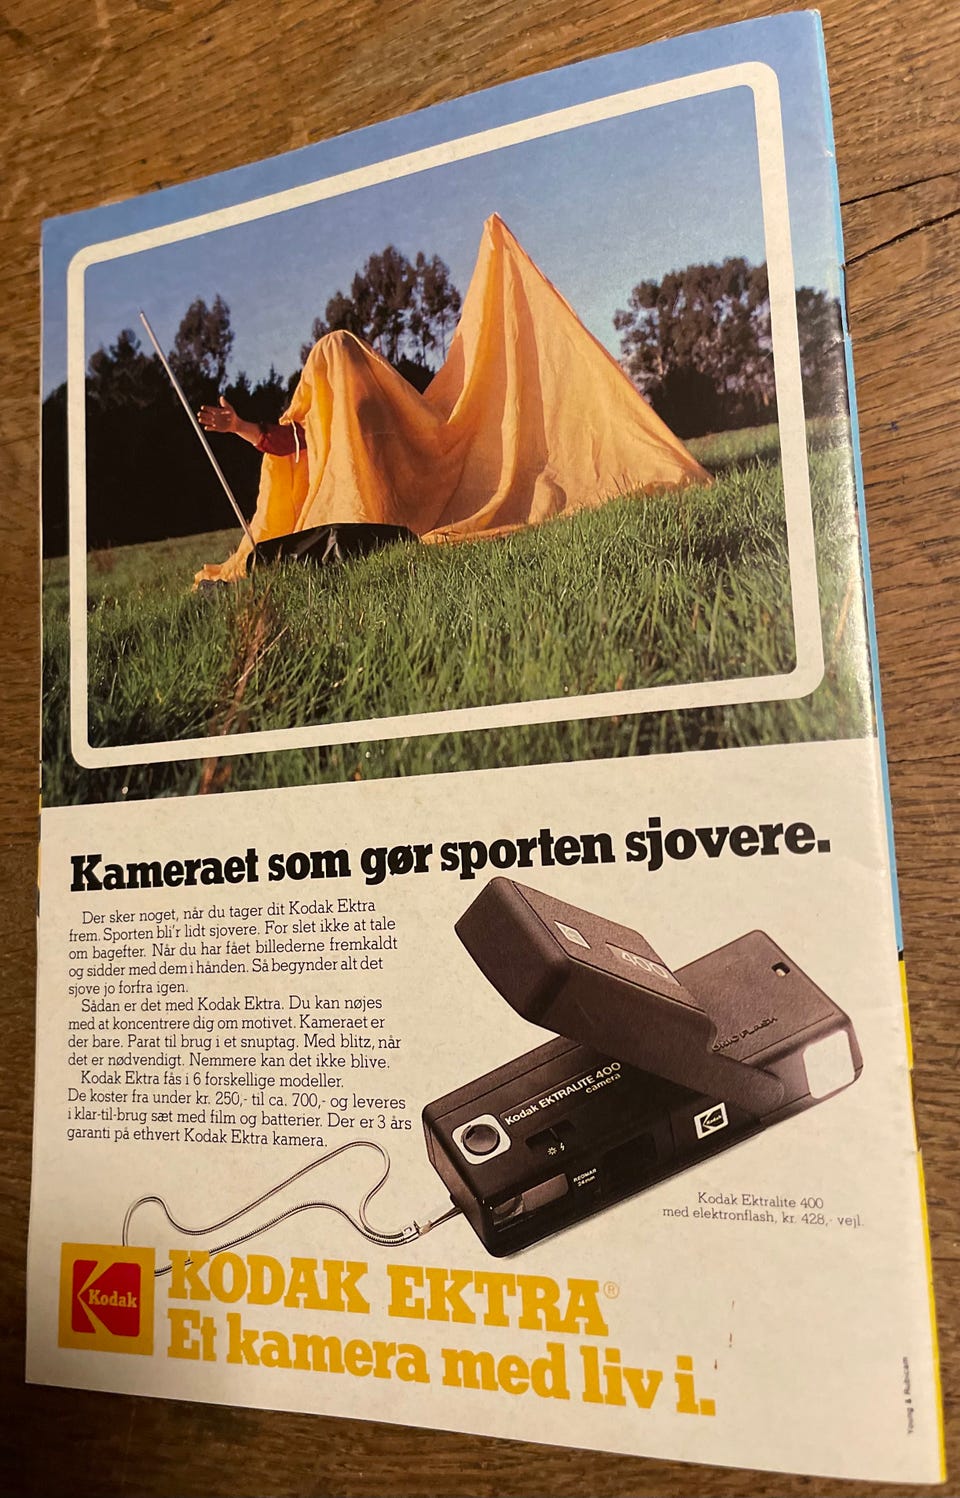 Kameraet som gør sporten sjovere.
Der sker noget, når du tager dit Kodak Ektra
frem. Sporten bli'r lidt sjovere. For slet ikke at tale
om bagefter. Når du har fået billederne fremkaldt
og sidder med dem i hånden. Så begynder alt det
sjove jo forfra igen.
Sådan er det med Kodak Ektra. Du kan nøjes
med at koncentrere dig om motivet. Kameraet er
der bare. Parat til brug i et snuptag. Med blitz, når
det er nødvendigt. Nemmere kan det ikke blive.
Kodak Ektra fås i 6 forskellige modeller.
De koster fra under kr. 250,- til ca. 700,- og leveres
i klar-til-brug sæt med film og batterier. Der er 3 års
garanti på ethvert Kodak Ektra kamera.
400
FLASH
Kodak EKTRALITE 400
camera
REOMAR
24mm
Kodak
Kodak Ektralite 400
med elektronflash, kr. 428,- vejl.
Kodak
KODAK EKTRA®
Et kamera med liv i.
Young & Rubicam